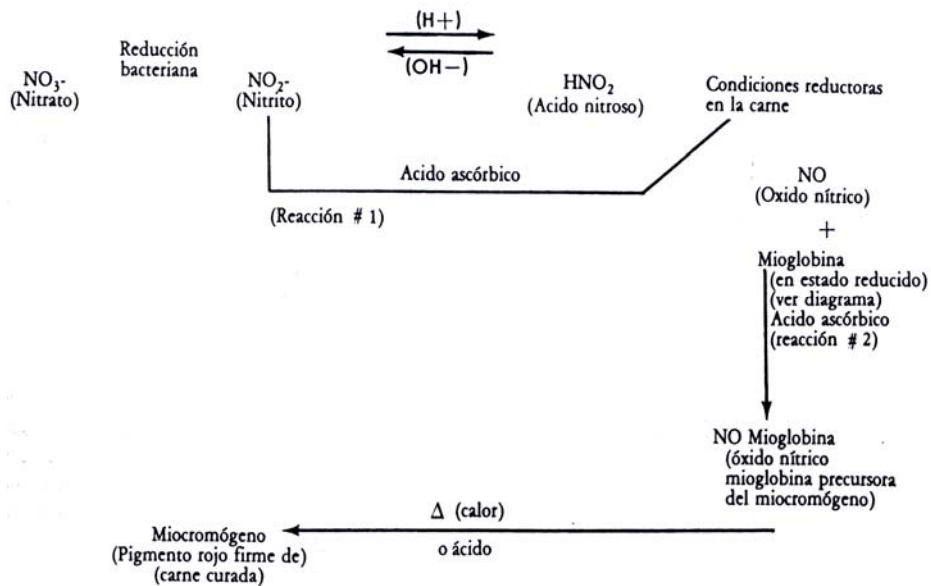 Reducción
bacteriana
NO3-
(Nitrato)
NO2-
(Nitrito)
(H+)
(OH−)
HNO2
(Acido nitroso)
Condiciones reductoras
en la carne
Acido ascórbico
(Reacción # 1)
NO
(Oxido nítrico)
+
Mioglobina
(en estado reducido)
(ver diagrama)
Acido ascórbico
(reacción # 2)
NO Mioglobina
(óxido nítrico
mioglobina precursora
del miocromógeno)
Δ (calor)
o ácido
Miocromógeno
(Pigmento rojo firme de)
(carne curada)